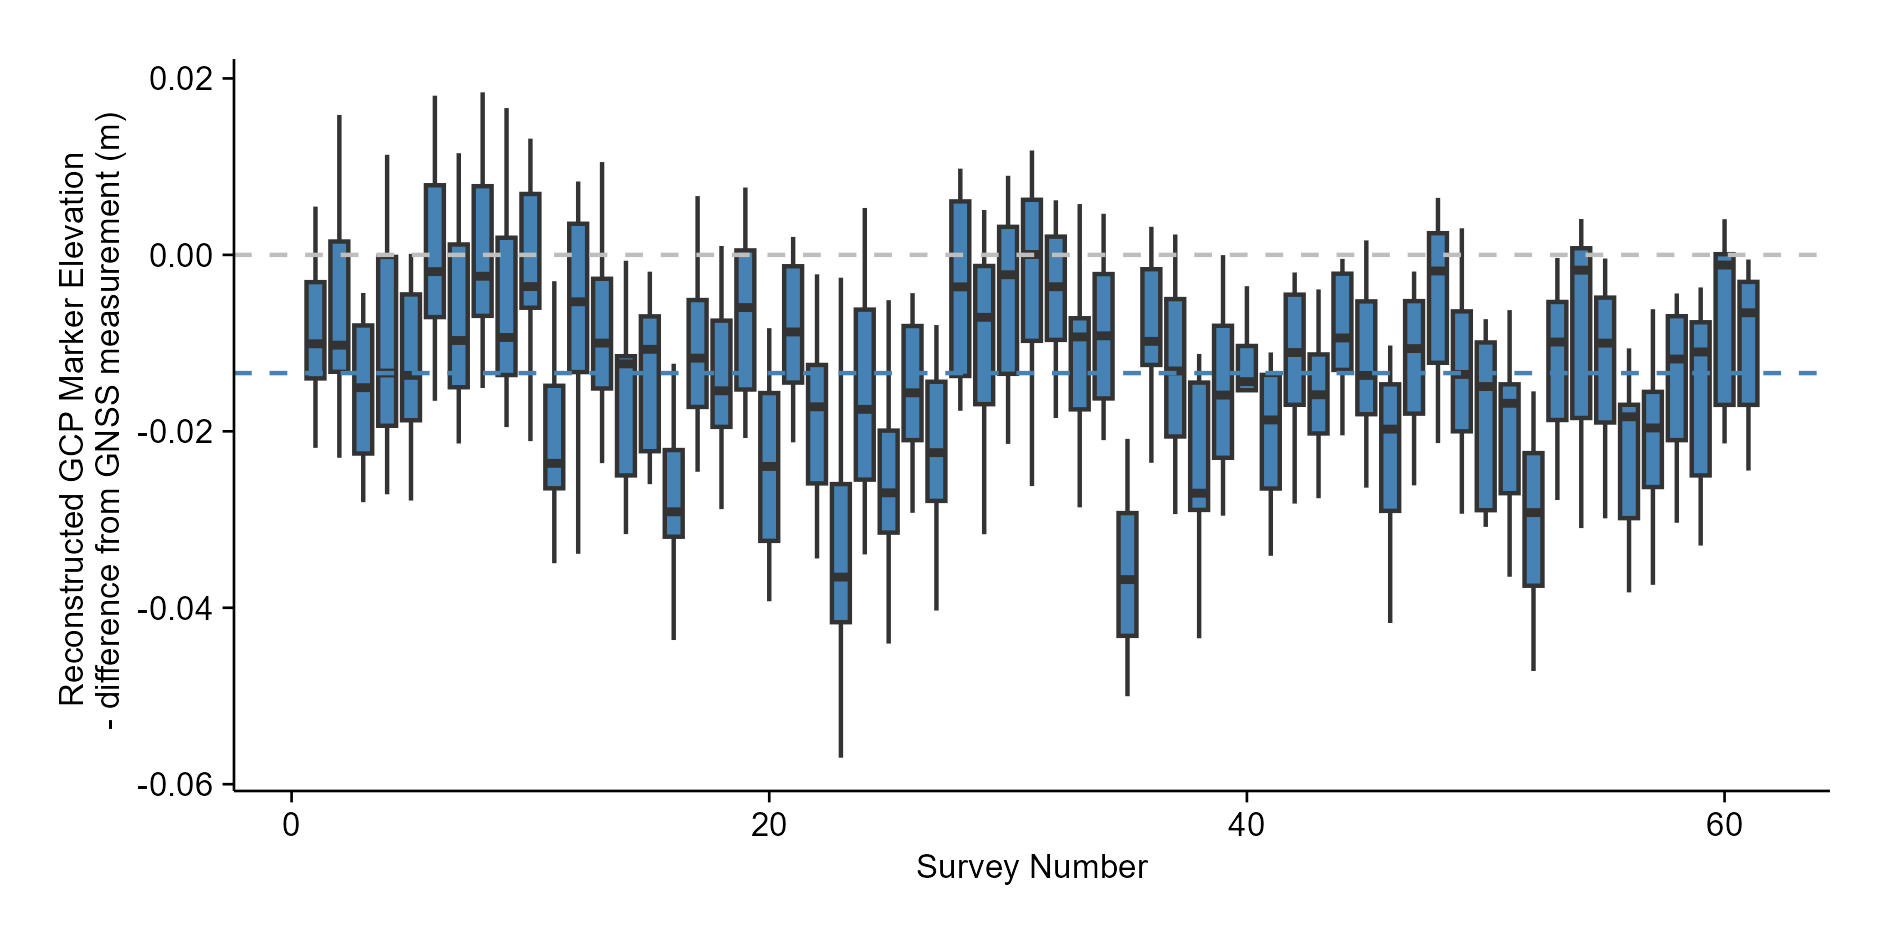 Reconstructed GCP Marker Elevation
- difference from GNSS measurement (m)
0.02
0.00
-0.02
-0.04
-0.06
0 20 40 60
Survey Number